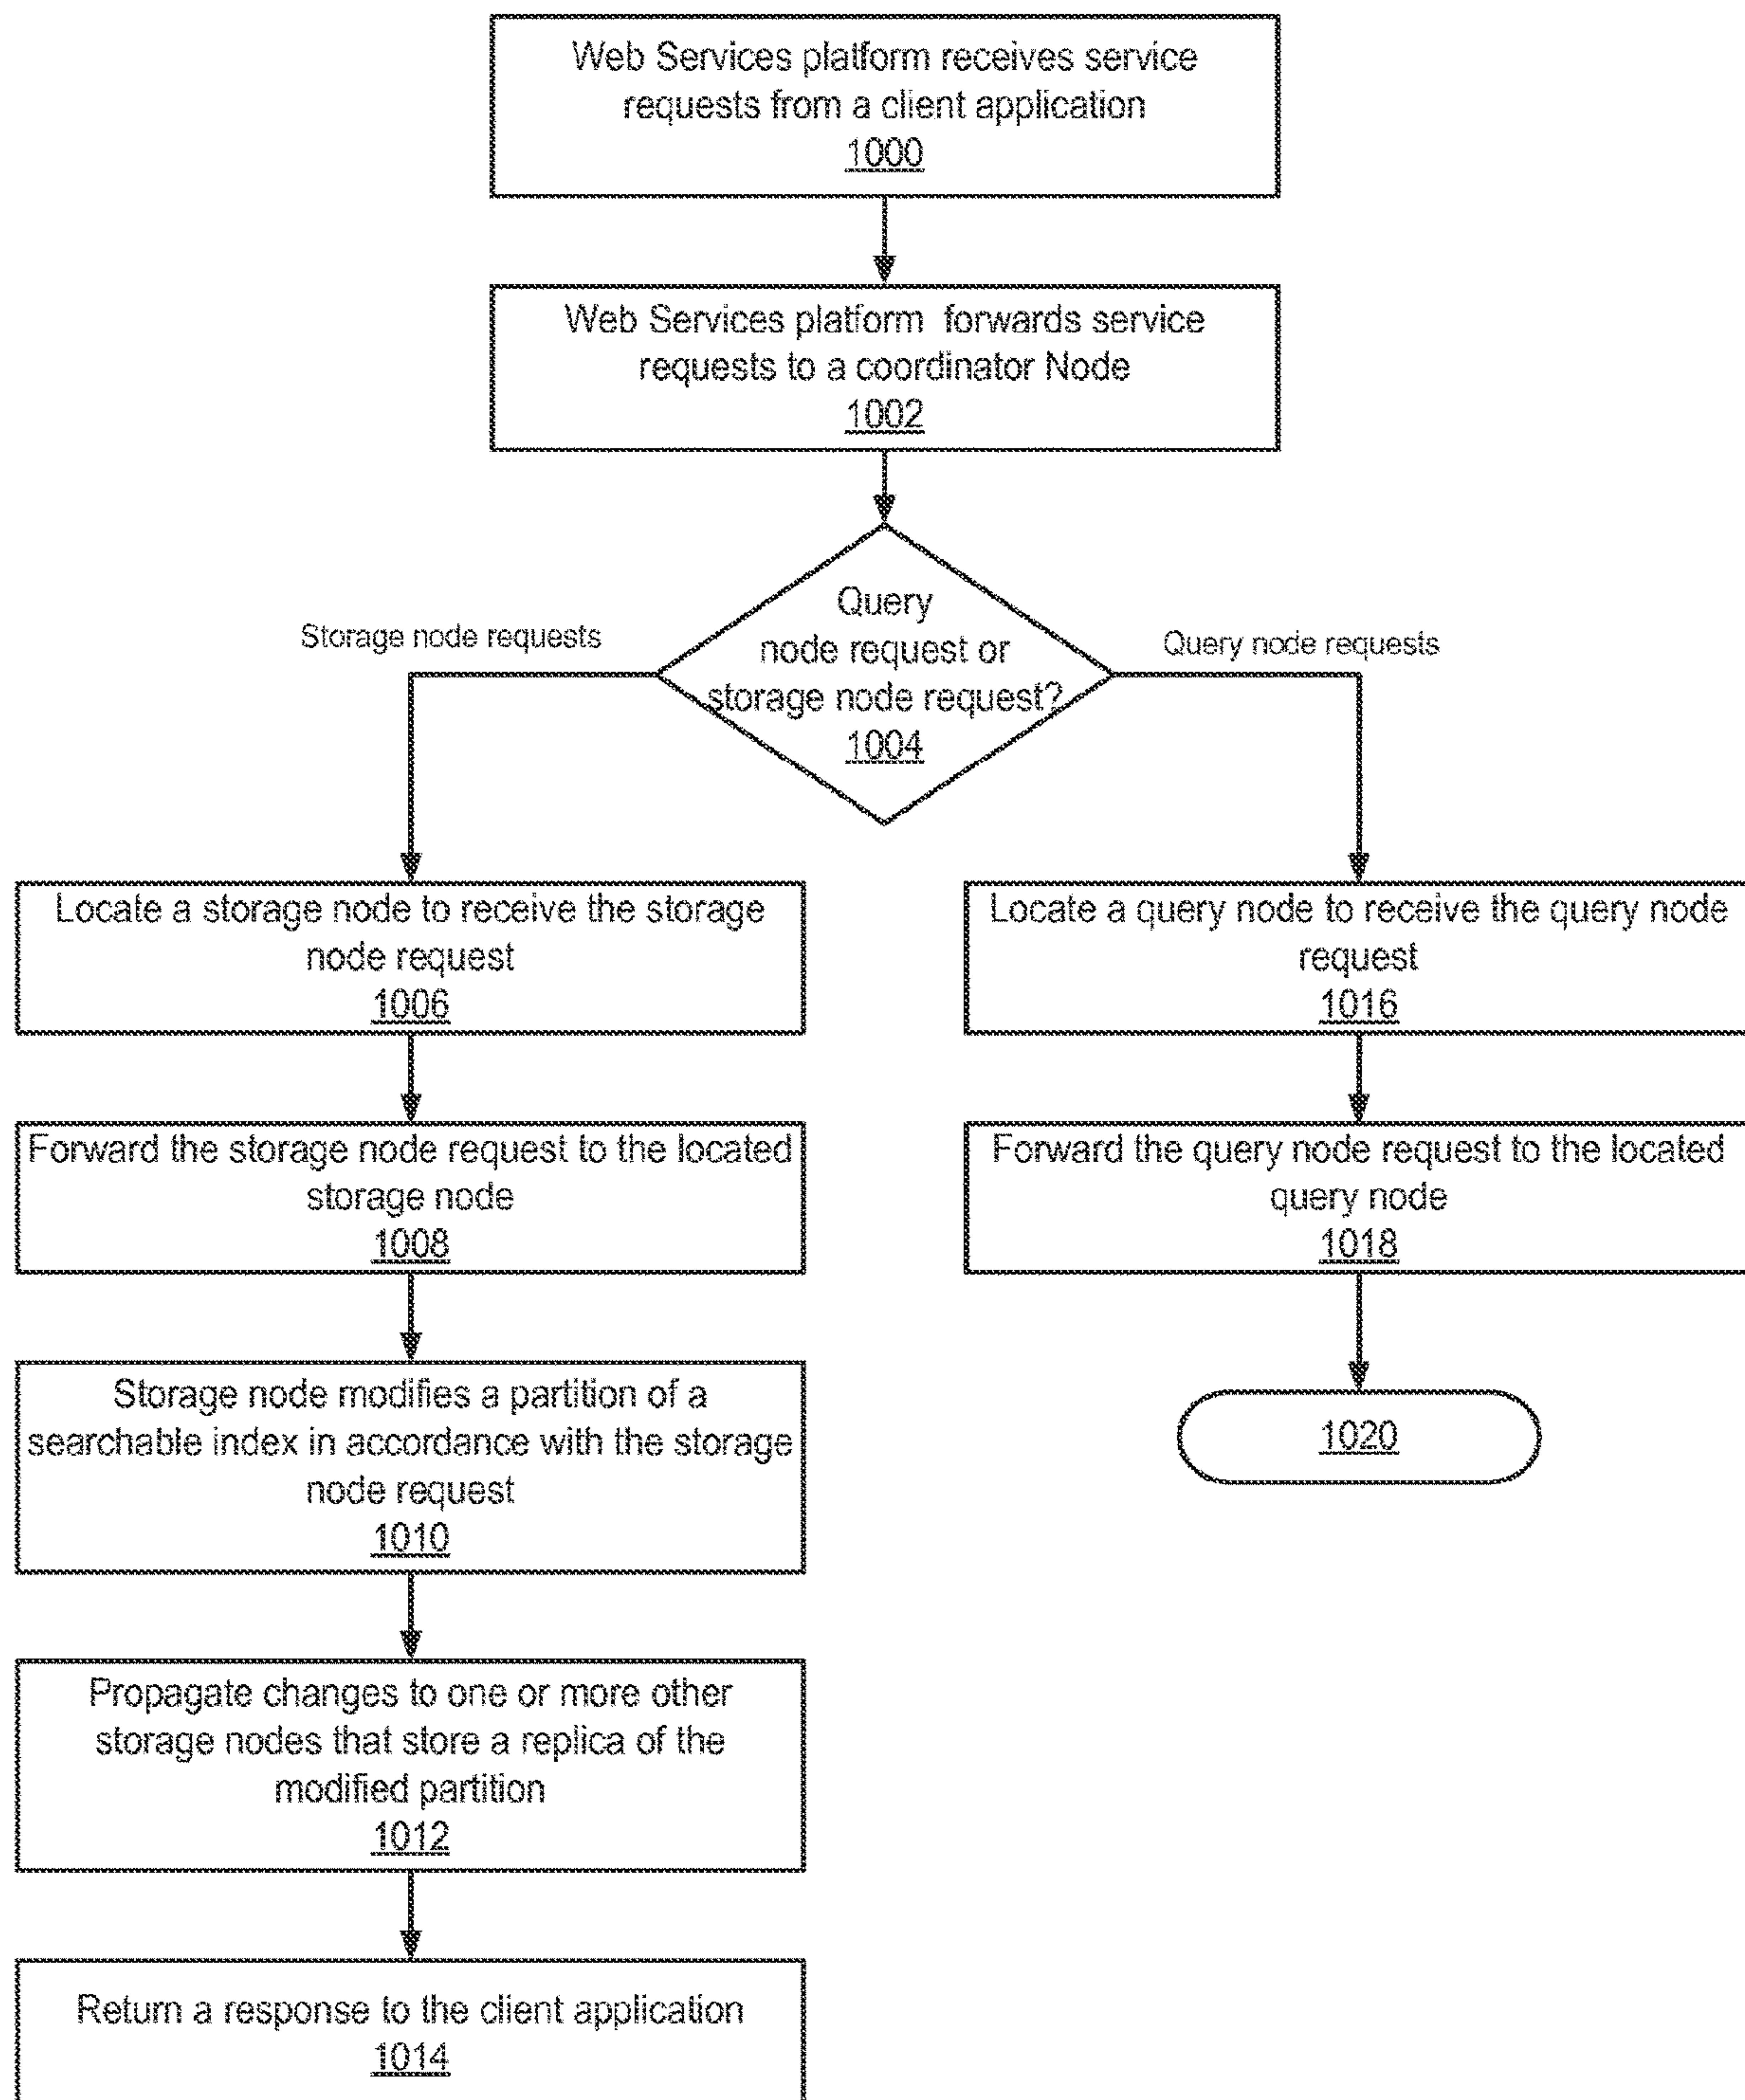 Web Services platform receives service
requests from a client application
1000
Web Services platform forwards service
requests to a coordinator Node
1002
Query
node request or
storage node request?
1004
Storage node requests
Query node requests
Locate a storage node to receive the storage
node request
1006
Forward the storage node request to the located
storage node
1008
Storage node modifies a partition of a
searchable index in accordance with the storage
node request
1010
Propagate changes to one or more other
storage nodes that store a replica of the
modified partition
1012
Return a response to the client application
1014
Locate a query node to receive the query node
request
1016
Forward the query node request to the located
query node
1018
1020